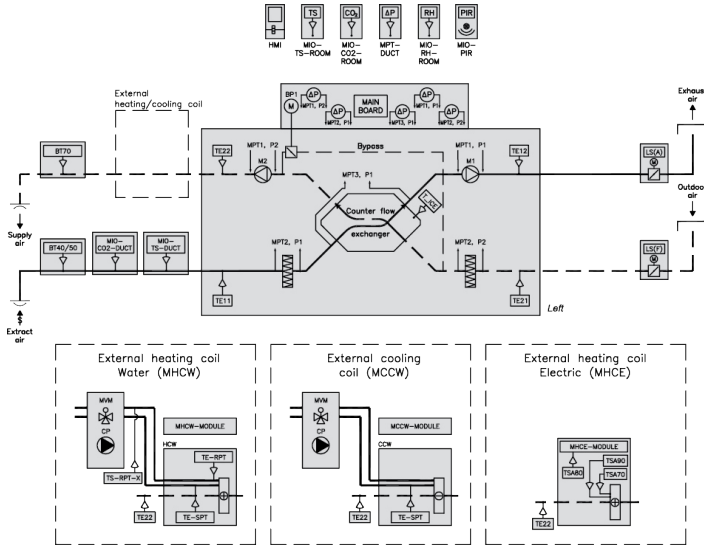 TS
CO2
ΔP
RH
PIR
HMI
MIO-
TS-ROOM
MIO-
CO2-
ROOM
MPT-
DUCT
MIO-
RH-
ROOM
MIO-
PIR
External
heating/cooling coil
BP1
M
ΔP
MPT1, P2
ΔP
MPT2, P1
MAIN
BOARD
ΔP
MPT3, P1
ΔP
MPT1, P1
ΔP
MPT2, P1
Exhaust
air
BT70
TE22
MPT1, P2
M2
Bypass
MPT1, P1
M1
TE12
LS(A)
M
MPT3, P1
T_ICE
Counter flow
exchanger
Outdoor
air
Supply
air
BT40/50
MIO-
CO2-DUCT
MIO-
TS-DUCT
MPT2, P1
MPT2, P2
LS(F)
M
TE11
TE21
Left
Extract
air
External heating coil
Water (MHCW)
MVM
CP
MHCW-MODULE
HCW
TE-RPT
TS-RPT-X
TE22
TE-SPT
External cooling
coil (MCCW)
MVM
CP
MCCW-MODULE
CCW
TE22
TE-SPT
External heating coil
Electric (MHCE)
MHCE-MODULE
TSA90
TSA80
TSA70
TE22